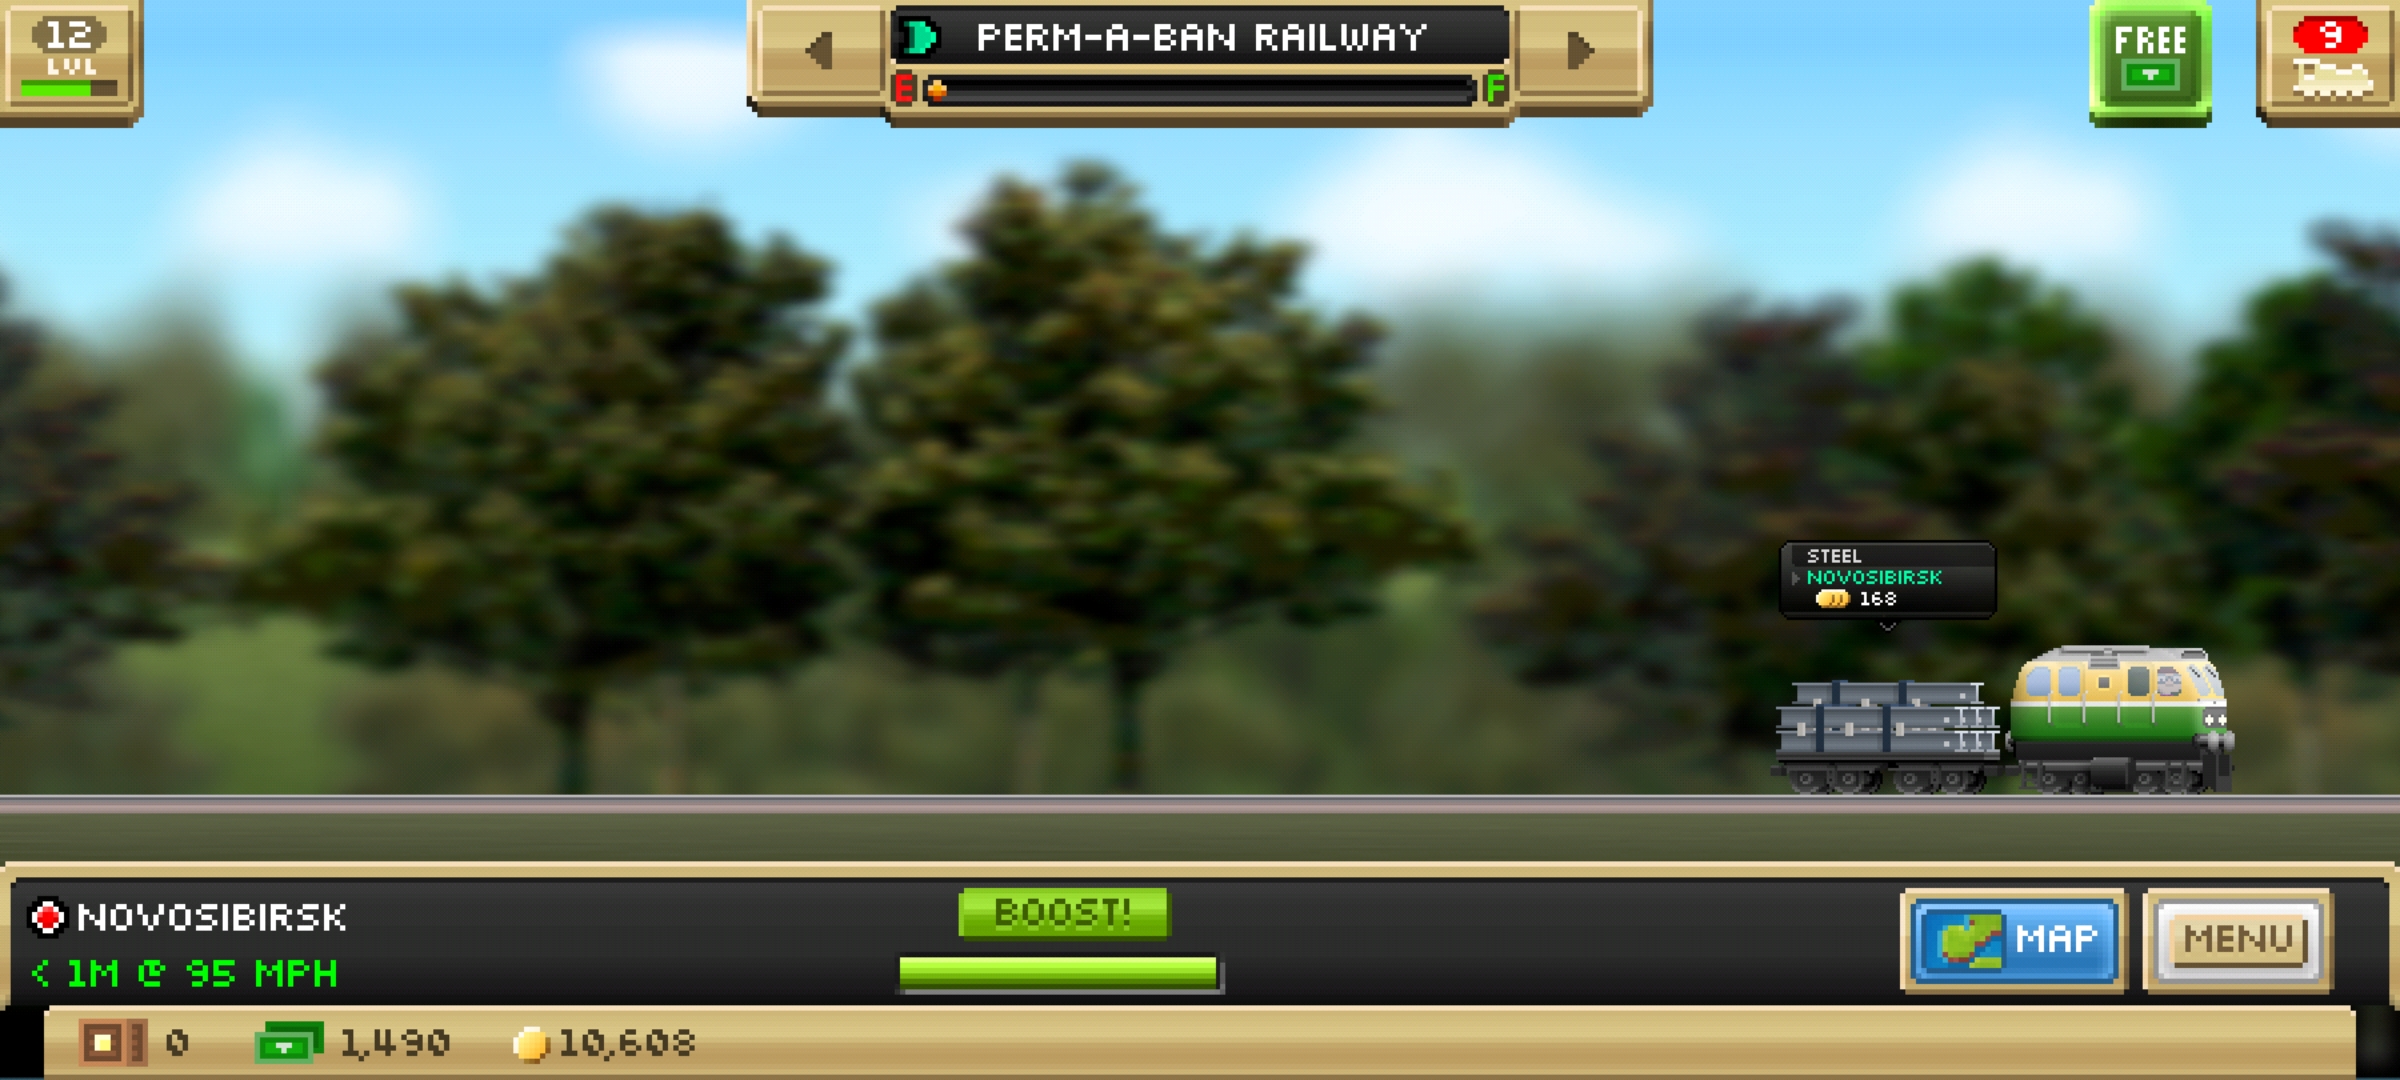 12
LVL
PERM-A-BAN RAILWAY
E F
FREE
9
STEEL
NOVOSIBIRSK
168
NOVOSIBIRSK
< 1M @ 95 MPH
BOOST!
MAP
MENU
0
1,490
10,608